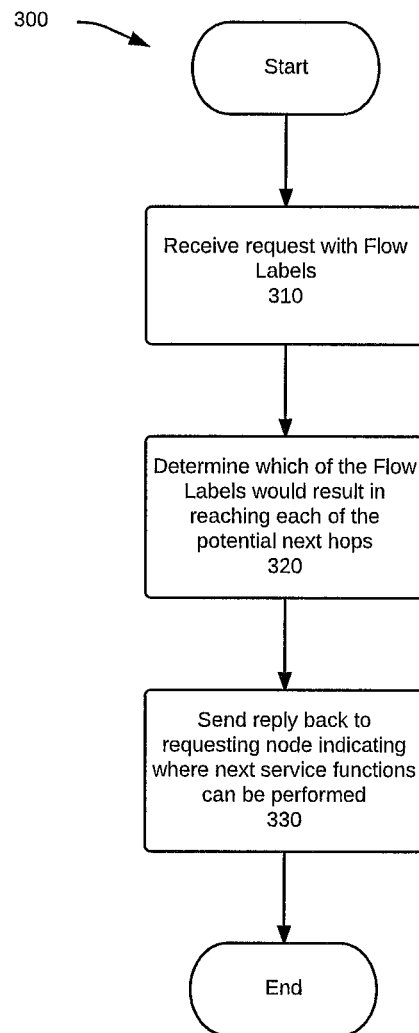 300
Start
Receive request with Flow
Labels
310
Determine which of the Flow
Labels would result in
reaching each of the
potential next hops
320
Send reply back to
requesting node indicating
where next service functions
can be performed
330
End